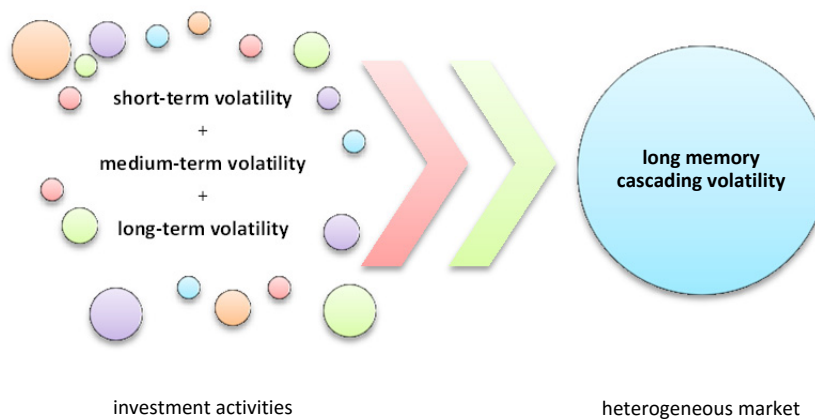 short-term volatility
+
medium-term volatility
+
long-term volatility
long memory
cascading volatility
investment activities
heterogeneous market